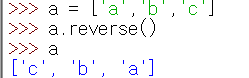 >>> a = ['a','b','c']
>>> a.reverse()
>>> a
['c', 'b', 'a']